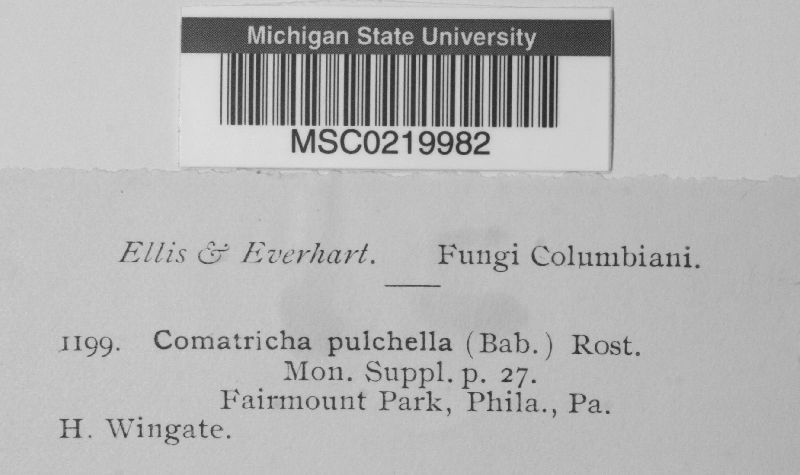 Michigan State University
MSC0219982
Ellis & Everhart. Fungi Columbiani.
1199. Comatricha pulchella (Bab.) Rost.
Mon. Suppl. p. 27.
Fairmount Park, Phila., Pa.
H. Wingate.